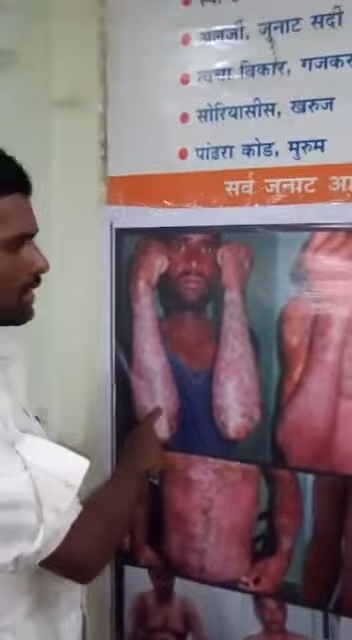 अलर्जी, जुनाट सर्दी
त्वचा विकार, गजकर
सोरियासीस, खरुज
पांढरा कोड, मुरुम
सर्व जुनाट आ